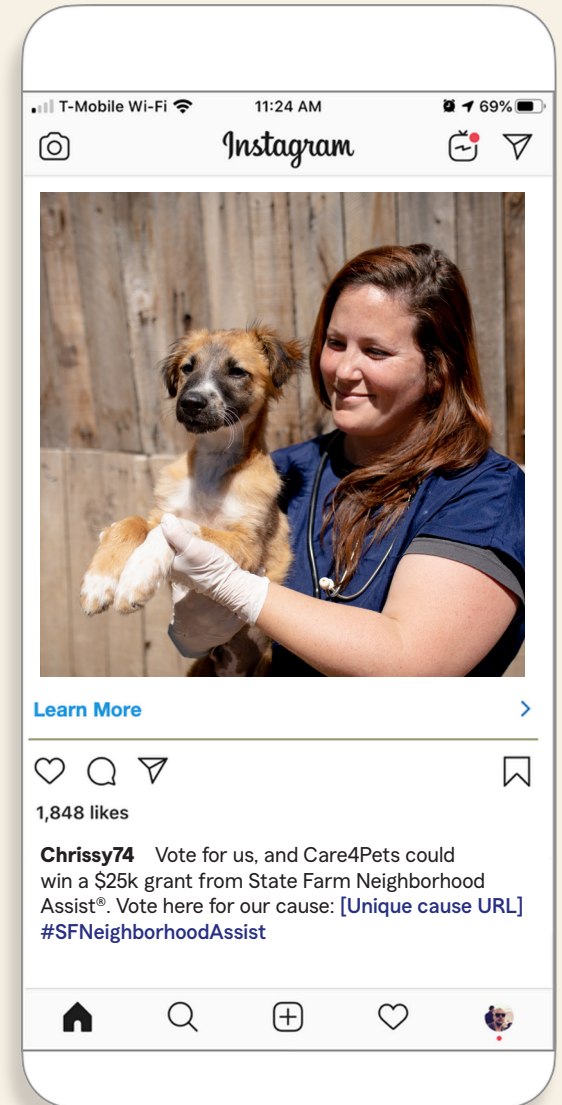 T-Mobile Wi-Fi 11:24 AM 69%
Instagram
Learn More
1,848 likes
Chrissy74 Vote for us, and Care4Pets could
win a $25k grant from State Farm Neighborhood
Assist®. Vote here for our cause: [Unique cause URL]
#SFNeighborhoodAssist